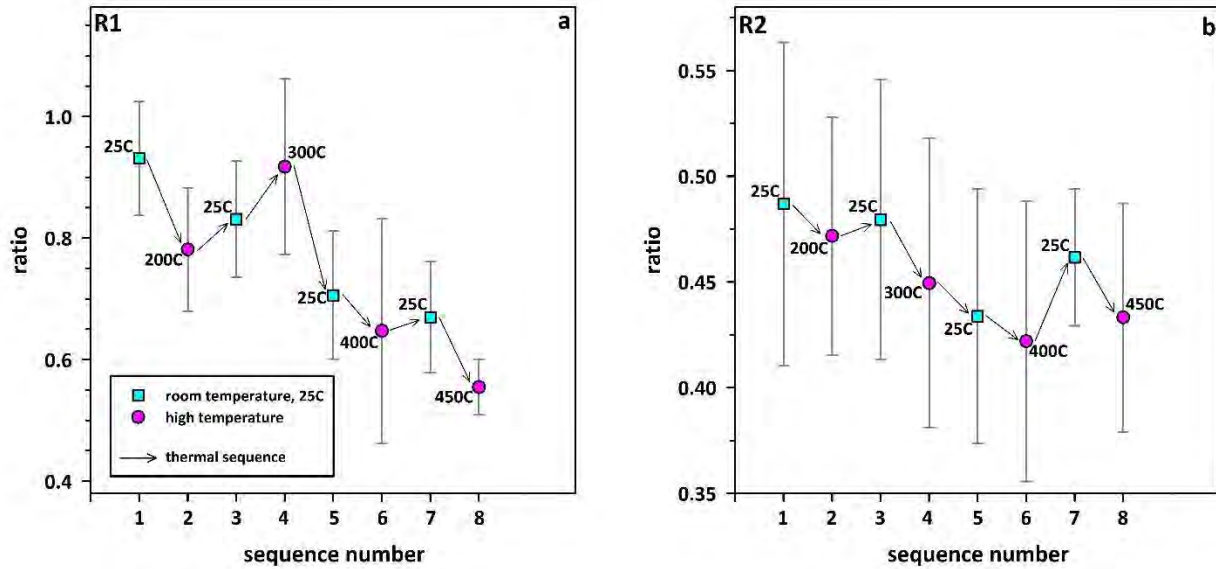 R1
a
ratio
1.0
0.8
0.6
0.4
25C
200C
25C
300C
25C
400C
25C
450C
room temperature, 25C
high temperature
thermal sequence
1 2 3 4 5 6 7 8
sequence number
R2
b
ratio
0.55
0.50
0.45
0.40
0.35
25C
200C
25C
300C
25C
400C
25C
450C
1 2 3 4 5 6 7 8
sequence number